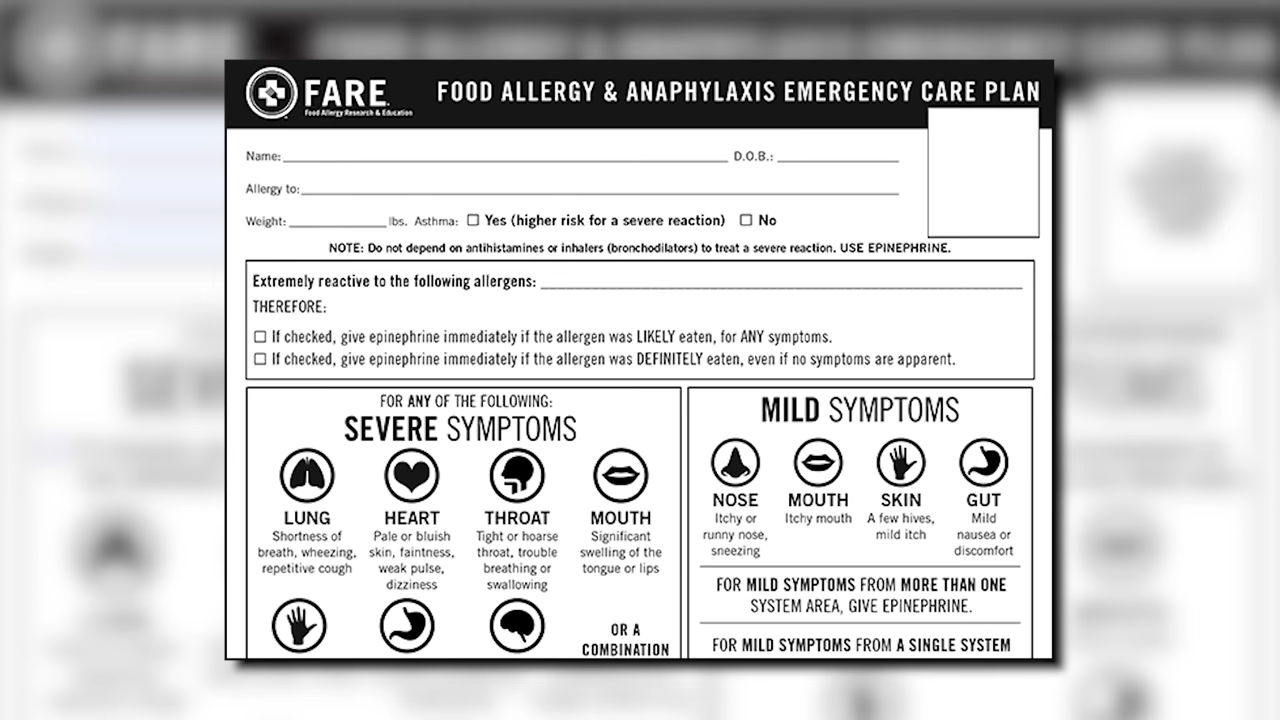 FARE
Food Allergy Research & Education
FOOD ALLERGY & ANAPHYLAXIS EMERGENCY CARE PLAN
Name: D.O.B.:
Allergy to:
Weight: lbs. Asthma: ☐ Yes (higher risk for a severe reaction) ☐ No
NOTE: Do not depend on antihistamines or inhalers (bronchodilators) to treat a severe reaction. USE EPINEPHRINE.
Extremely reactive to the following allergens:
THEREFORE:
☐ If checked, give epinephrine immediately if the allergen was LIKELY eaten, for ANY symptoms.
☐ If checked, give epinephrine immediately if the allergen was DEFINITELY eaten, even if no symptoms are apparent.
FOR ANY OF THE FOLLOWING:
SEVERE SYMPTOMS
LUNG
Shortness of
breath, wheezing,
repetitive cough
HEART
Pale or bluish
skin, faintness,
weak pulse,
dizziness
THROAT
Tight or hoarse
throat, trouble
breathing or
swallowing
MOUTH
Significant
swelling of the
tongue or lips
OR A
COMBINATION
MILD SYMPTOMS
NOSE
Itchy or
runny nose,
sneezing
MOUTH
Itchy mouth
SKIN
A few hives,
mild itch
GUT
Mild
nausea or
discomfort
FOR MILD SYMPTOMS FROM MORE THAN ONE
SYSTEM AREA, GIVE EPINEPHRINE.
FOR MILD SYMPTOMS FROM A SINGLE SYSTEM